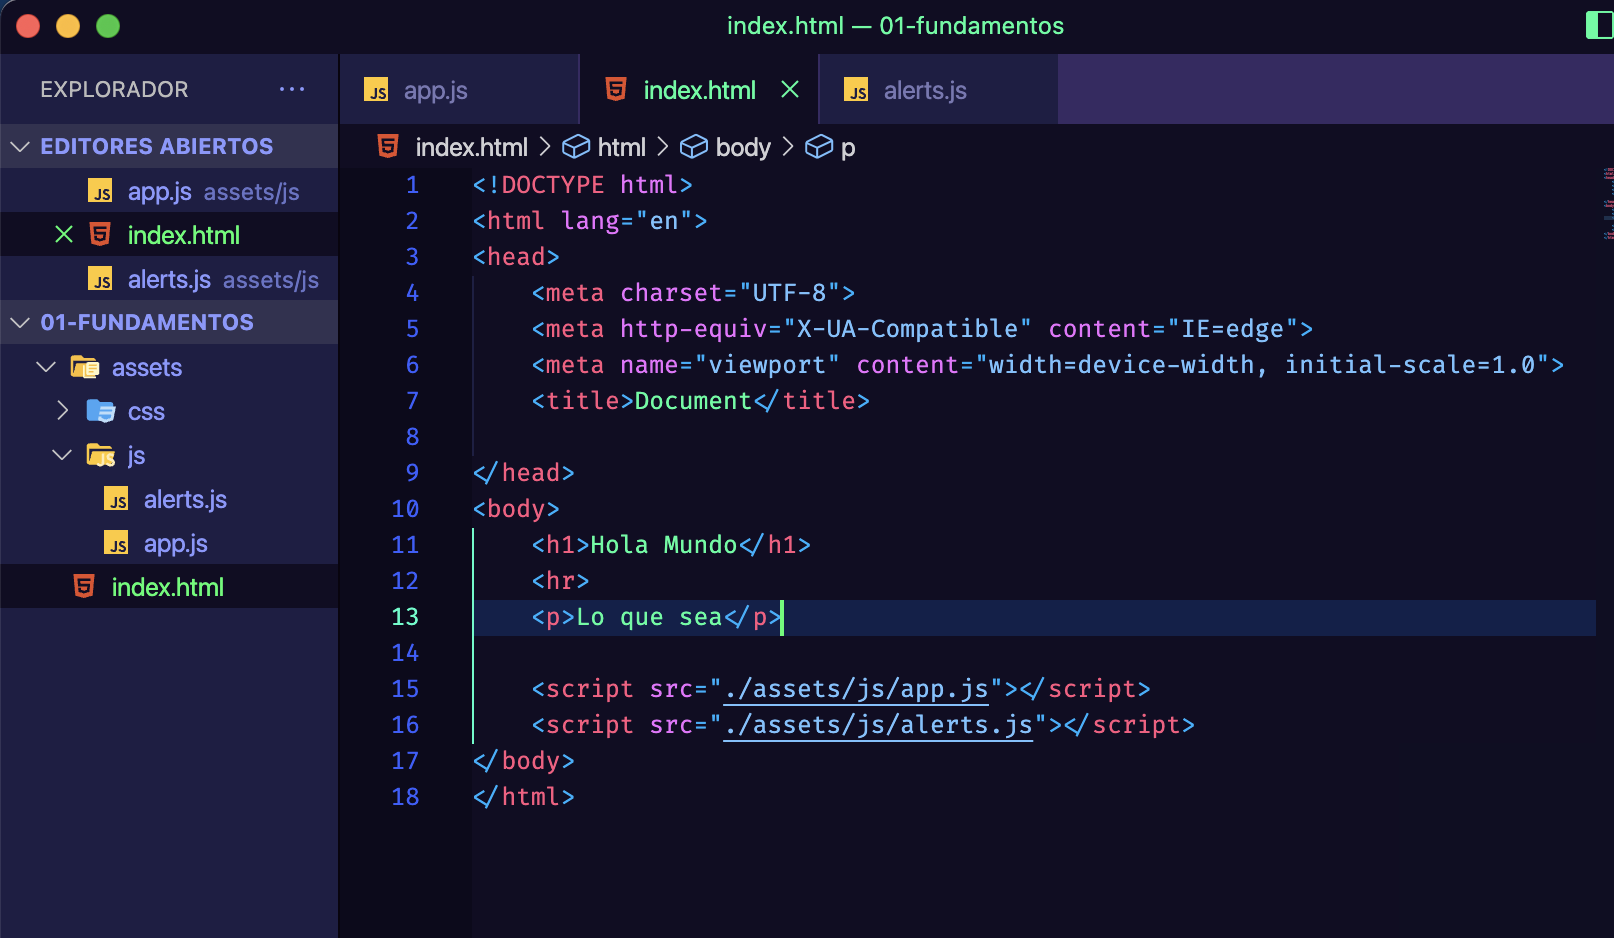 index.html — 01-fundamentos
EXPLORADOR ···
EDITORES ABIERTOS
JS app.js assets/js
index.html
JS alerts.js assets/js
01-FUNDAMENTOS
assets
css
js
JS alerts.js
JS app.js
index.html
JS app.js
index.html
JS alerts.js
index.html > html > body > p
1 <!DOCTYPE html>
2 <html lang="en">
3 <head>
4 <meta charset="UTF-8">
5 <meta http-equiv="X-UA-Compatible" content="IE=edge">
6 <meta name="viewport" content="width=device-width, initial-scale=1.0">
7 <title>Document</title>
8
9 </head>
10 <body>
11 <h1>Hola Mundo</h1>
12 <hr>
13 <p>Lo que sea</p>
14
15 <script src="./assets/js/app.js"></script>
16 <script src="./assets/js/alerts.js"></script>
17 </body>
18 </html>